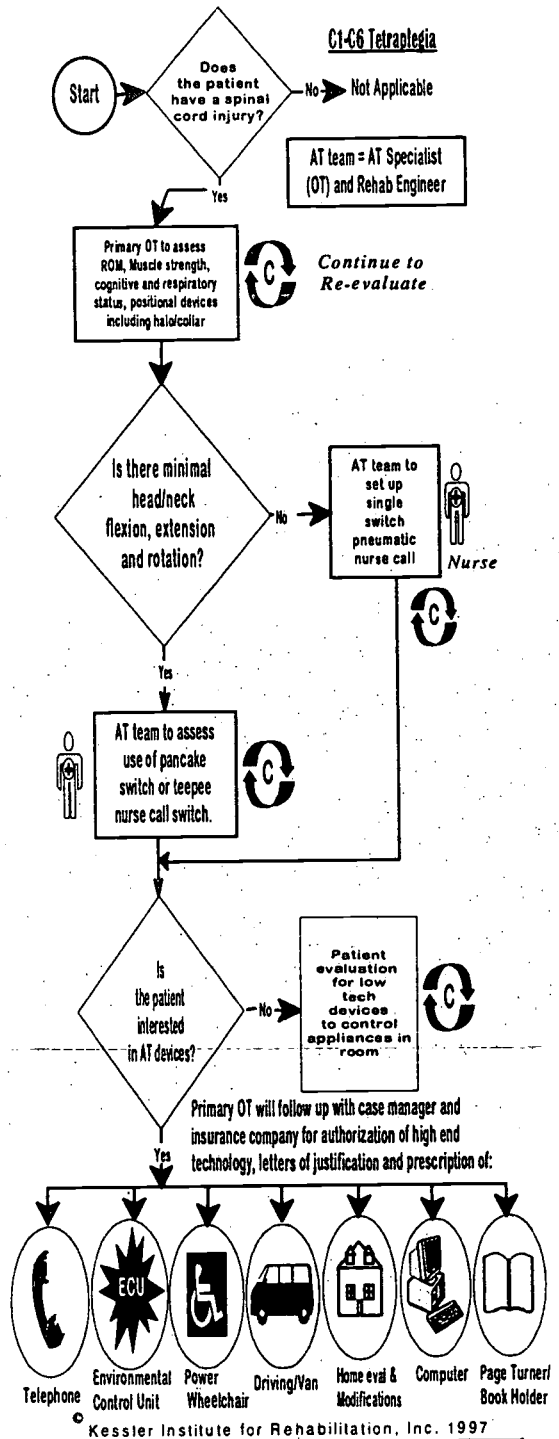 C1-C6 Tetraplegia
Start
Does
the patient
have a spinal
cord injury?
No
Not Applicable
AT team = AT Specialist
(OT) and Rehab Engineer
Yes
Primary OT to assess
ROM, Muscle strength,
cognitive and respiratory
status, positional devices
including halo/collar
C
Continue to
Re-evaluate
Is there minimal
head/neck
flexion, extension
and rotation?
No
AT team to
set up
single
switch
pneumatic
nurse call
Nurse
C
Yes
AT team to assess
use of pancake
switch or teepee
nurse call switch.
C
Is
the patient
interested
in AT devices?
No
Patient
evaluation
for low
tech
devices
to control
appliances in
room
C
Primary OT will follow up with case manager and
insurance company for authorization of high end
technology, letters of justification and prescription of:
Yes
ECU
Telephone
Environmental
Control Unit
Power
Wheelchair
Driving/Van
Home eval &
Modifications
Computer
Page Turner/
Book Holder
© Kessler Institute for Rehabilitation, Inc. 1997